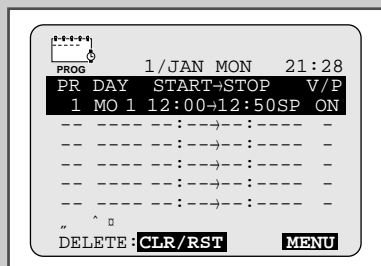 PROG 1/JAN MON 21:28
PR DAY START→STOP V/P
1 MO 1 12:00→12:50SP ON
-- ---- --:--→--:---- -
-- ---- --:--→--:---- -
-- ---- --:--→--:---- -
-- ---- --:--→--:---- -
-- ---- --:--→--:---- -
„ ˆ ¤
DELETE:CLR/RST MENU